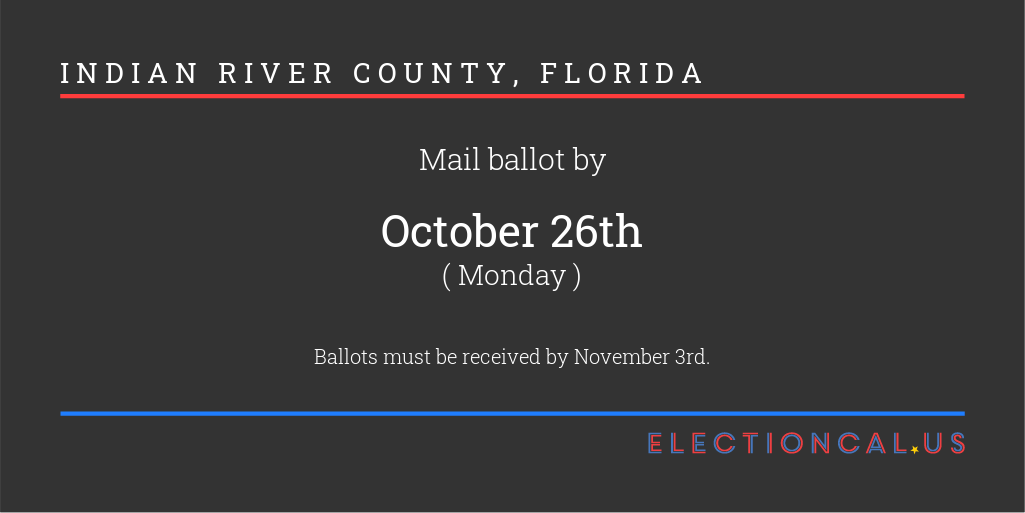 INDIAN RIVER COUNTY, FLORIDA
Mail ballot by
October 26th
( Monday )
Ballots must be received by November 3rd.
ELECTIONCAL.US